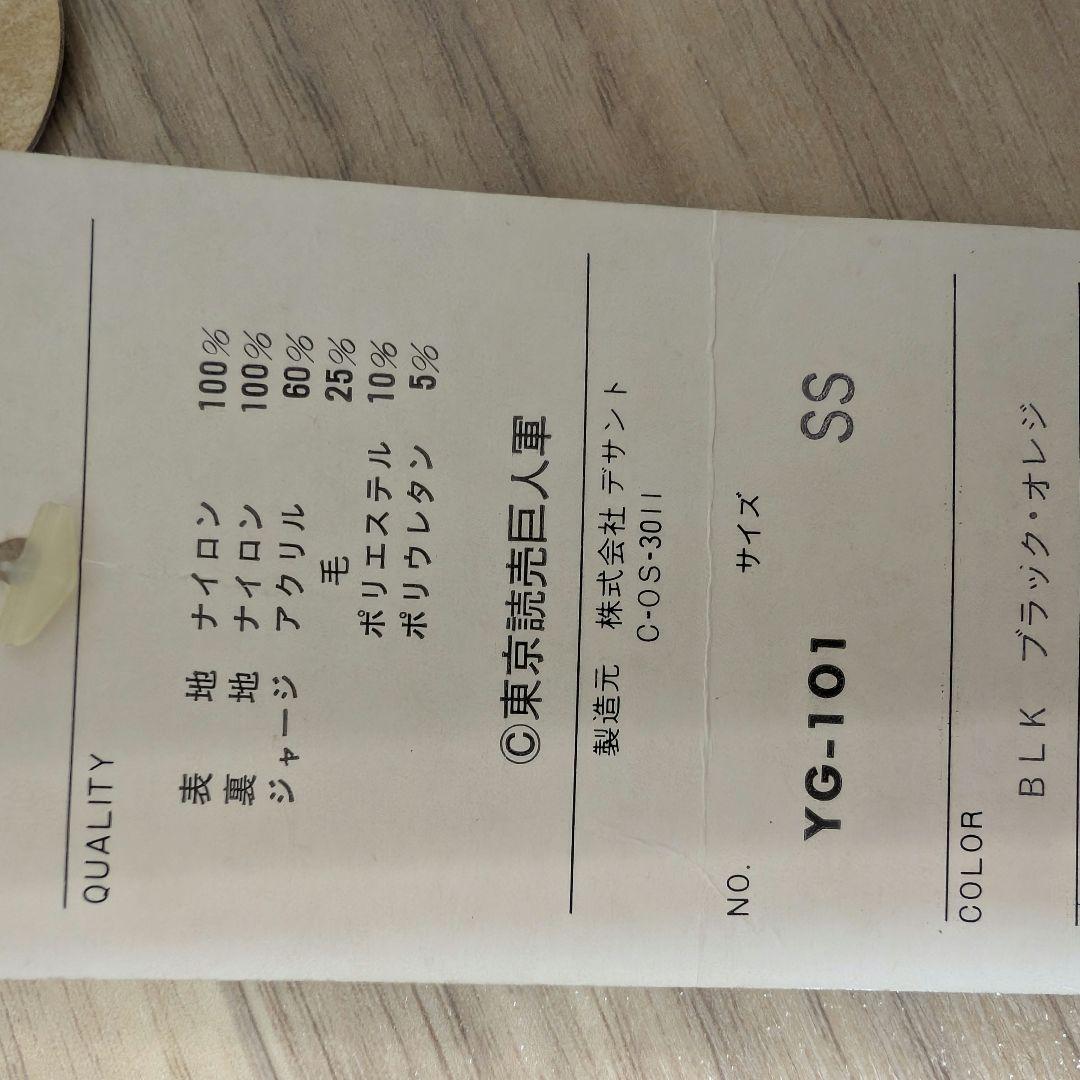 QUALITY
表 地 ナイロン 100%
裏 地 ナイロン 100%
ジャージ アクリル 60%
毛 25%
ポリエステル 10%
ポリウレタン 5%
©東京読売巨人軍
製造元 株式会社デサント
C-OS-3011
NO. サイズ
YG-101 SS
COLOR
BLK ブラック・オレジ